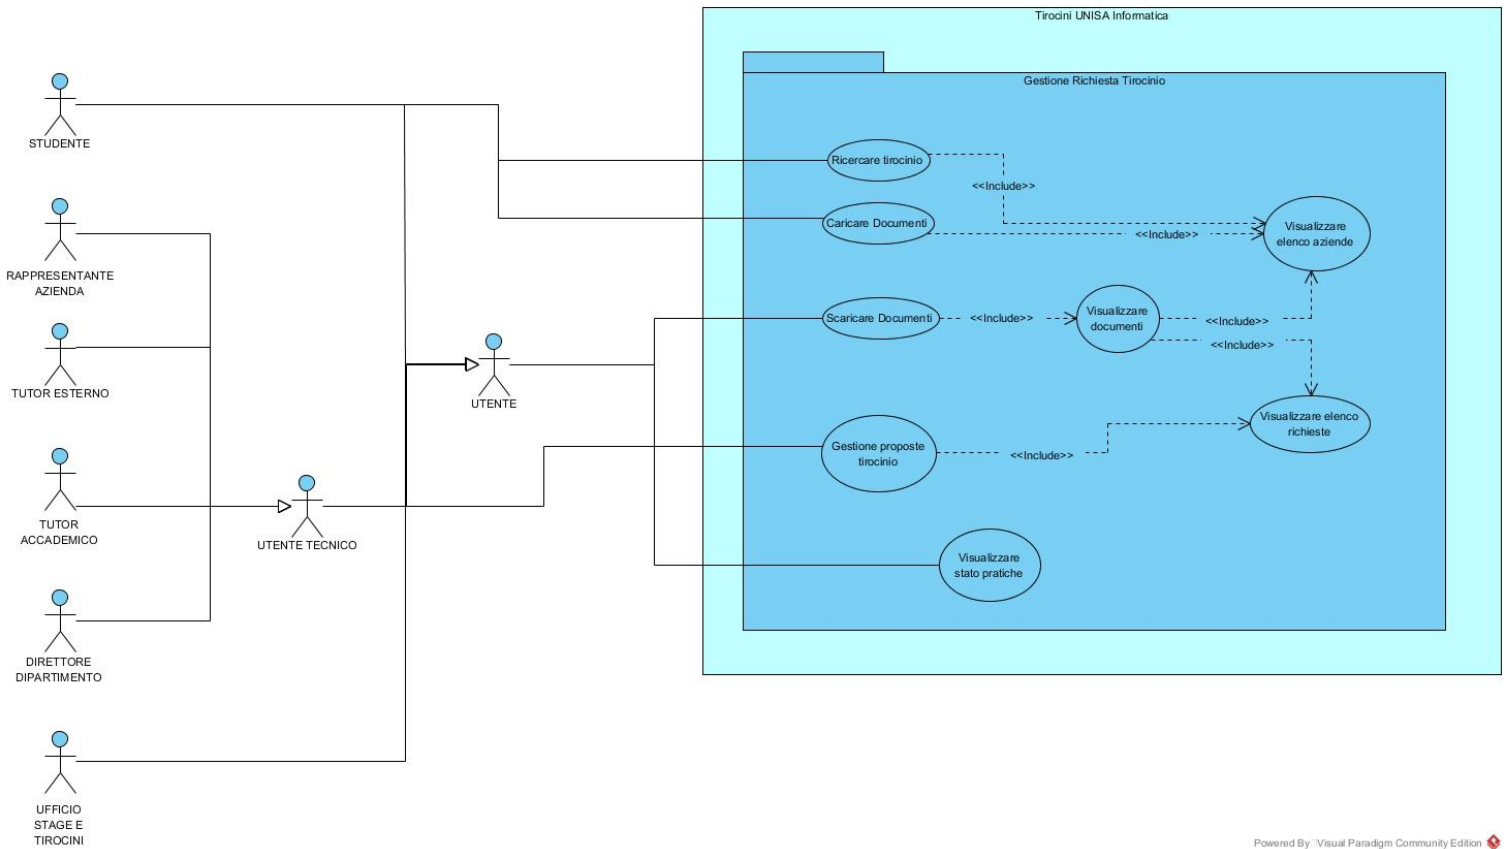 Tirocini UNISA Informatica
Gestione Richiesta Tirocinio
STUDENTE
RAPPRESENTANTE
AZIENDA
TUTOR ESTERNO
TUTOR
ACCADEMICO
DIRETTORE
DIPARTIMENTO
UFFICIO
STAGE E
TIROCINI
UTENTE TECNICO
UTENTE
Ricercare tirocinio
<<Include>>
Caricare Documenti
<<Include>>
Visualizzare
elenco aziende
Scaricare Documenti
<<Include>>
Visualizzare
documenti
<<Include>>
<<Include>>
Gestione proposte
tirocinio
<<Include>>
Visualizzare elenco
richieste
Visualizzare
stato pratiche
Powered By Visual Paradigm Community Edition